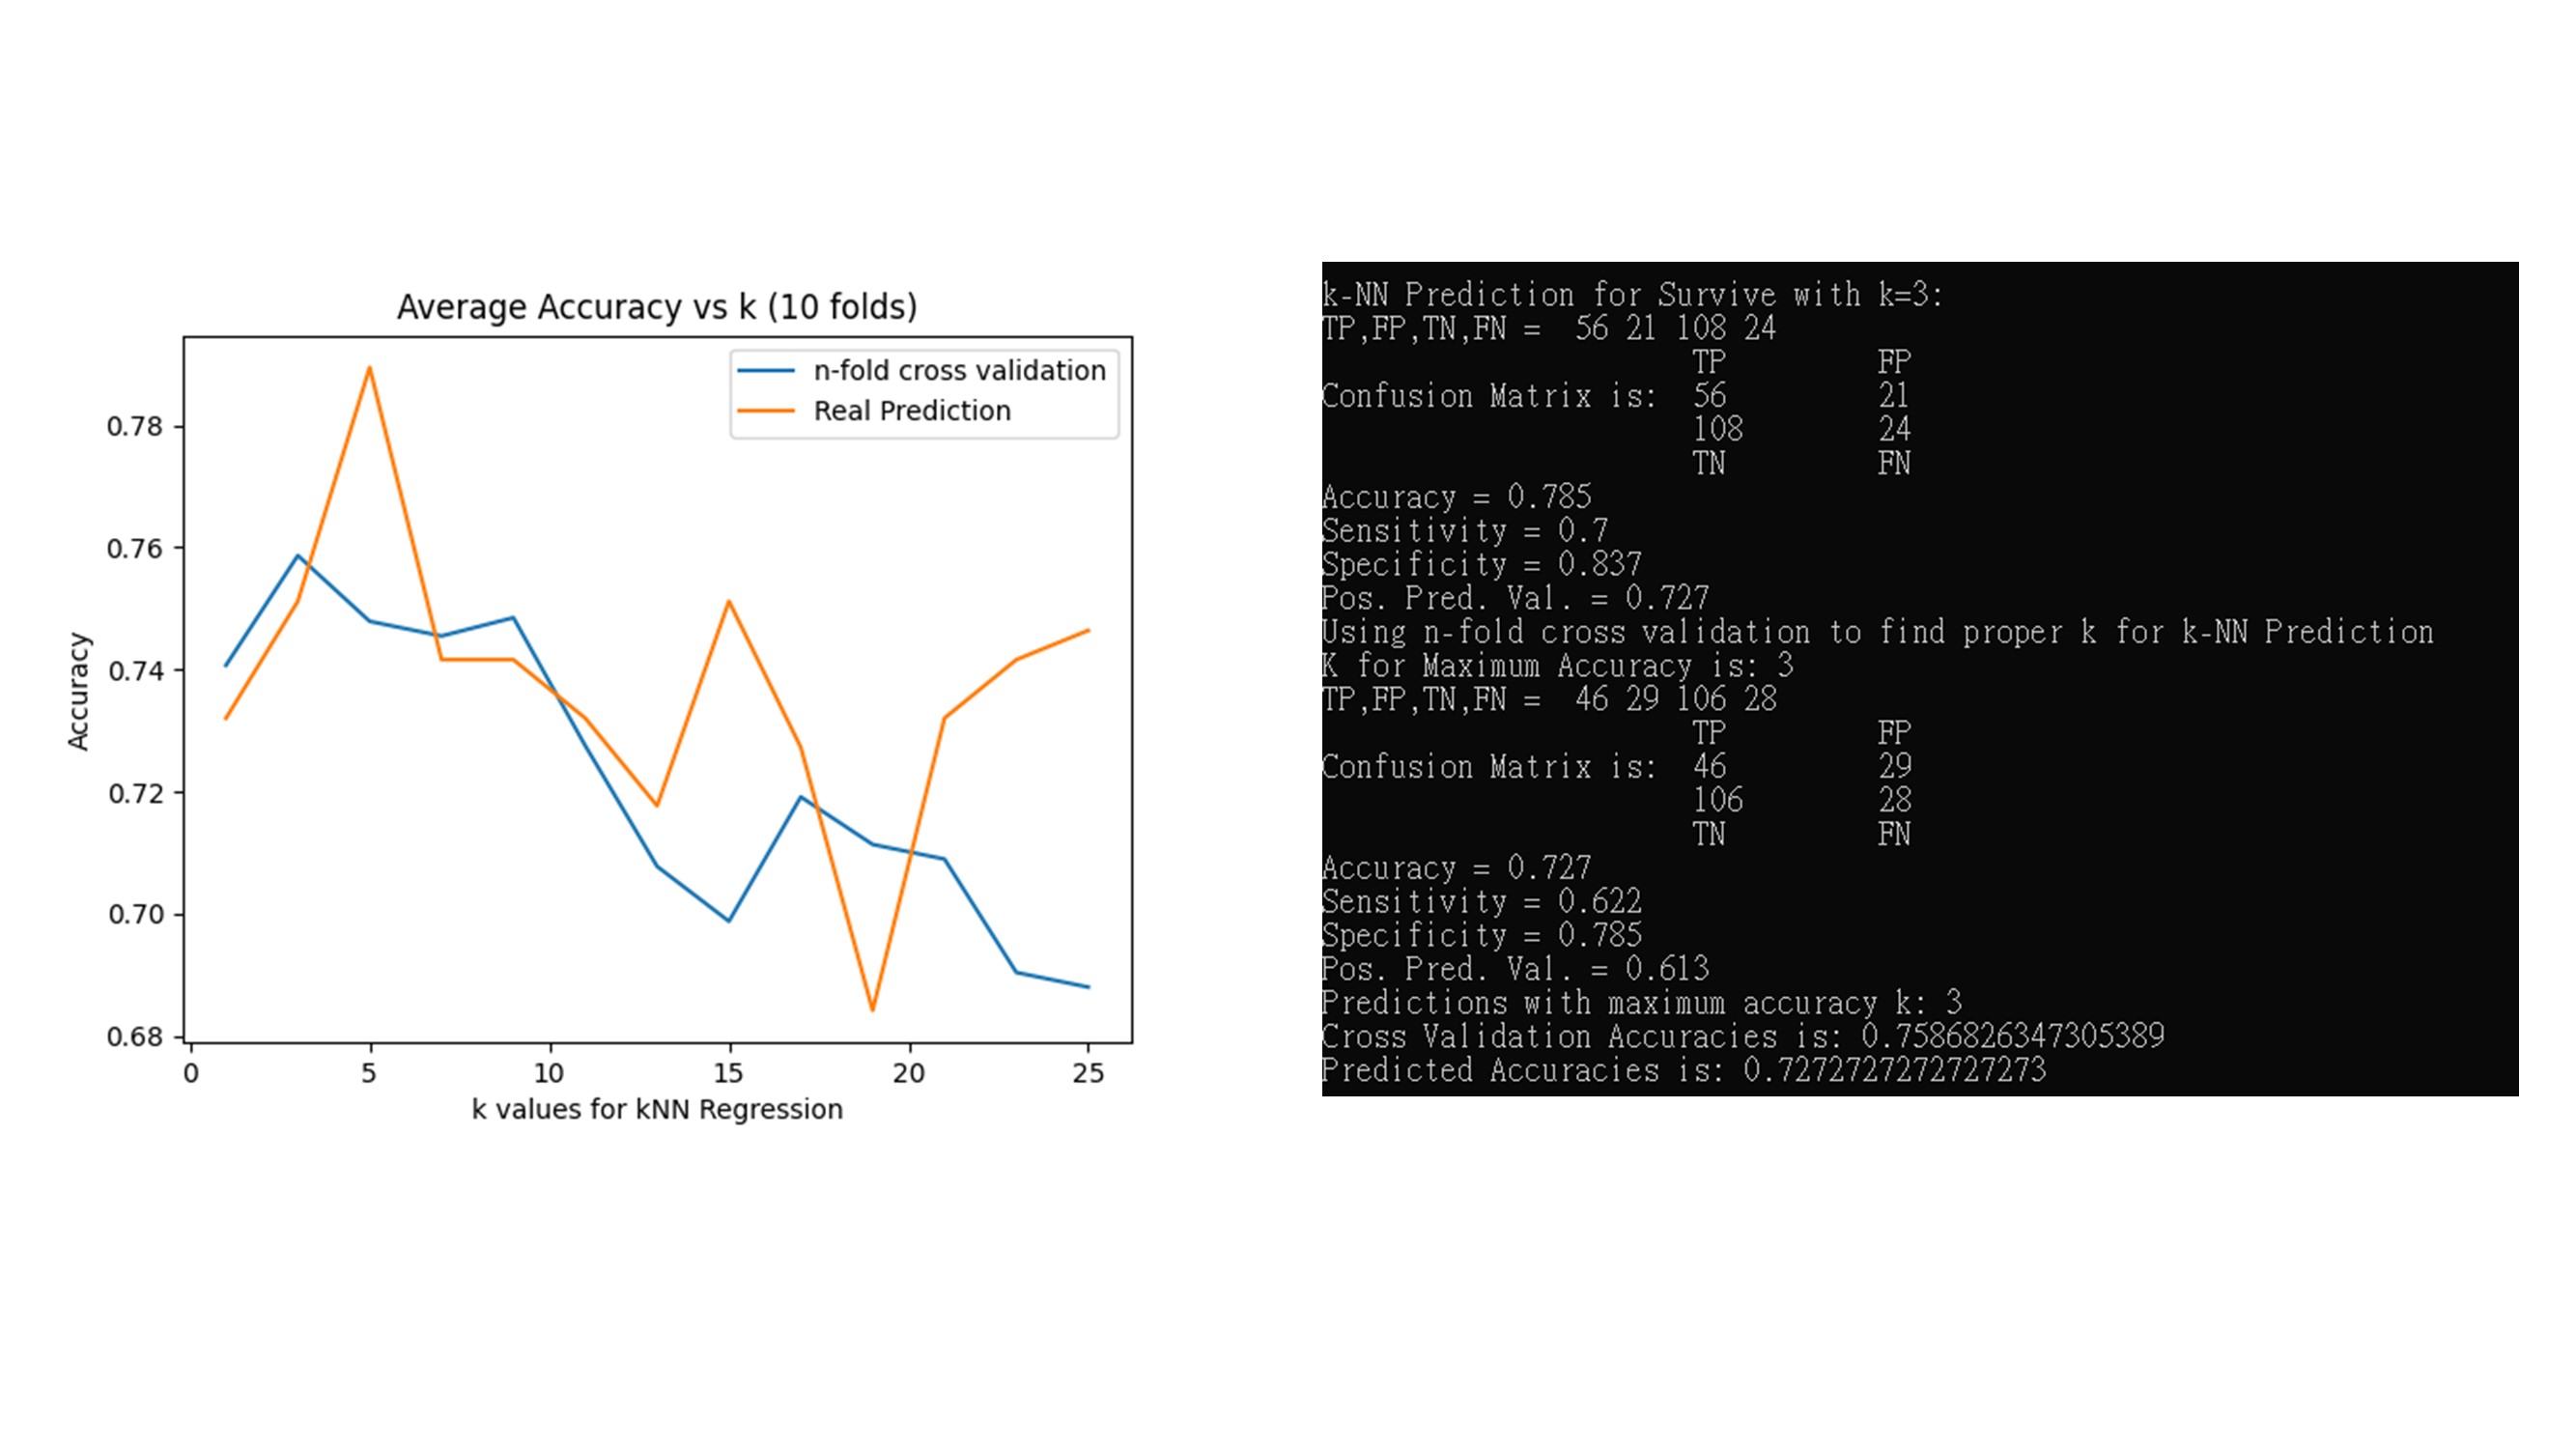 Average Accuracy vs k (10 folds)
n-fold cross validation
Real Prediction
Accuracy
0.78
0.76
0.74
0.72
0.70
0.68
0 5 10 15 20 25
k values for kNN Regression
k-NN Prediction for Survive with k=3:
TP,FP,TN,FN =  56 21 108 24
TP FP
Confusion Matrix is: 56 21
108 24
TN FN
Accuracy = 0.785
Sensitivity = 0.7
Specificity = 0.837
Pos. Pred. Val. = 0.727
Using n-fold cross validation to find proper k for k-NN Prediction
K for Maximum Accuracy is: 3
TP,FP,TN,FN =  46 29 106 28
TP FP
Confusion Matrix is: 46 29
106 28
TN FN
Accuracy = 0.727
Sensitivity = 0.622
Specificity = 0.785
Pos. Pred. Val. = 0.613
Predictions with maximum accuracy k: 3
Cross Validation Accuracies is: 0.7586826347305389
Predicted Accuracies is: 0.7272727272727273